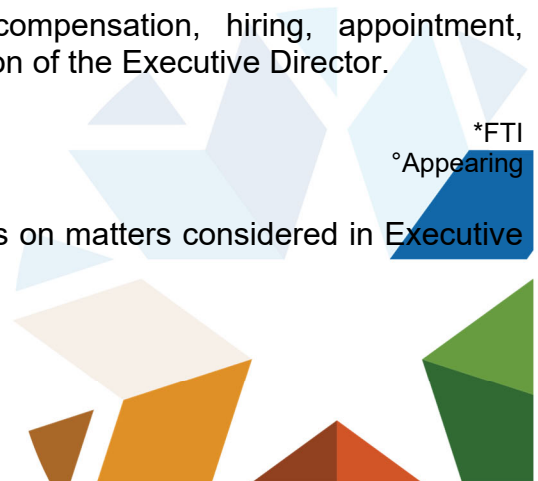 compensation, hiring, appointment,
on of the Executive Director.
*FTI
°Appearing
s on matters considered in Executive